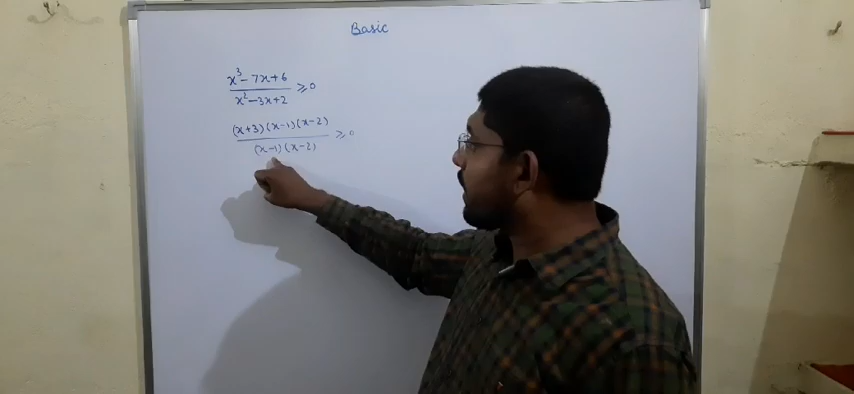 Basic
x³ - 7x + 6
x² - 3x + 2 ≥ 0
(x+3)(x-1)(x-2)
(x-1)(x-2) ≥ 0